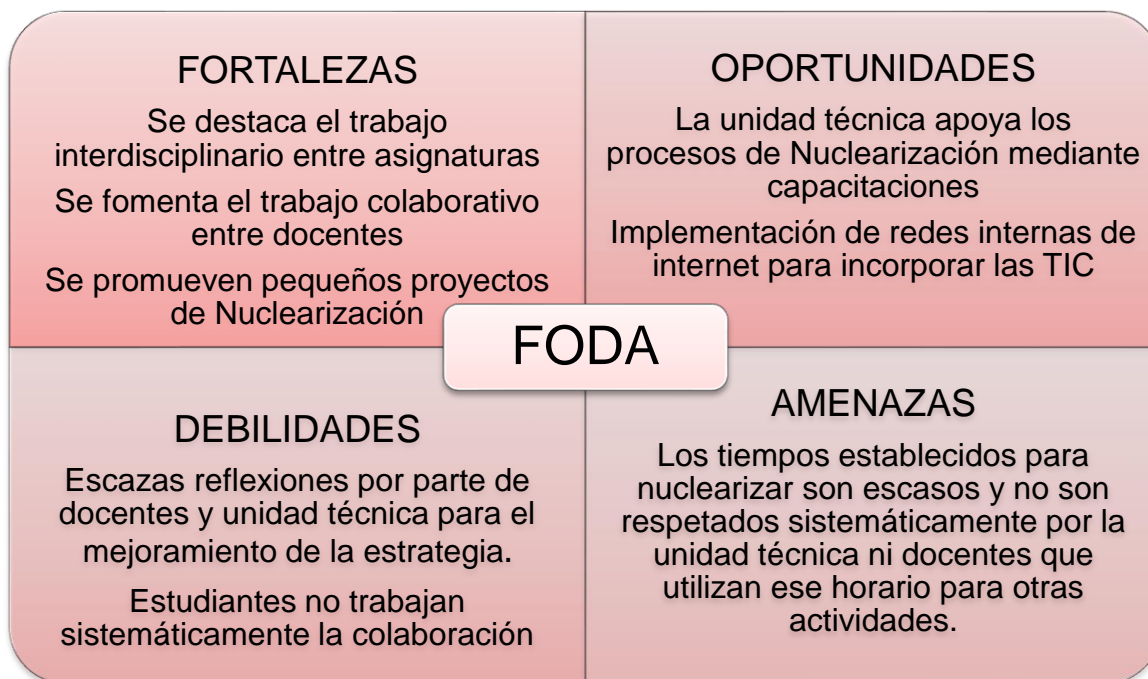 FORTALEZAS
Se destaca el trabajo
interdisciplinario entre asignaturas
Se fomenta el trabajo colaborativo
entre docentes
Se promueven pequeños proyectos
de Nuclearización
OPORTUNIDADES
La unidad técnica apoya los
procesos de Nuclearización mediante
capacitaciones
Implementación de redes internas de
internet para incorporar las TIC
FODA
DEBILIDADES
Escazas reflexiones por parte de
docentes y unidad técnica para el
mejoramiento de la estrategia.
Estudiantes no trabajan
sistemáticamente la colaboración
AMENAZAS
Los tiempos establecidos para
nuclearizar son escasos y no son
respetados sistemáticamente por la
unidad técnica ni docentes que
utilizan ese horario para otras
actividades.